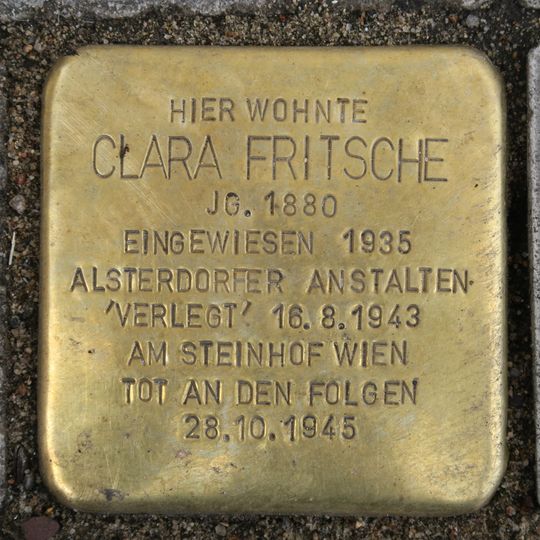 HIER WOHNTE
CLARA FRITSCHE
JG. 1880
EINGEWIESEN 1935
ALSTERDORFER ANSTALTEN
'VERLEGT' 16.8.1943
AM STEINHOF WIEN
TOT AN DEN FOLGEN
28.10.1945